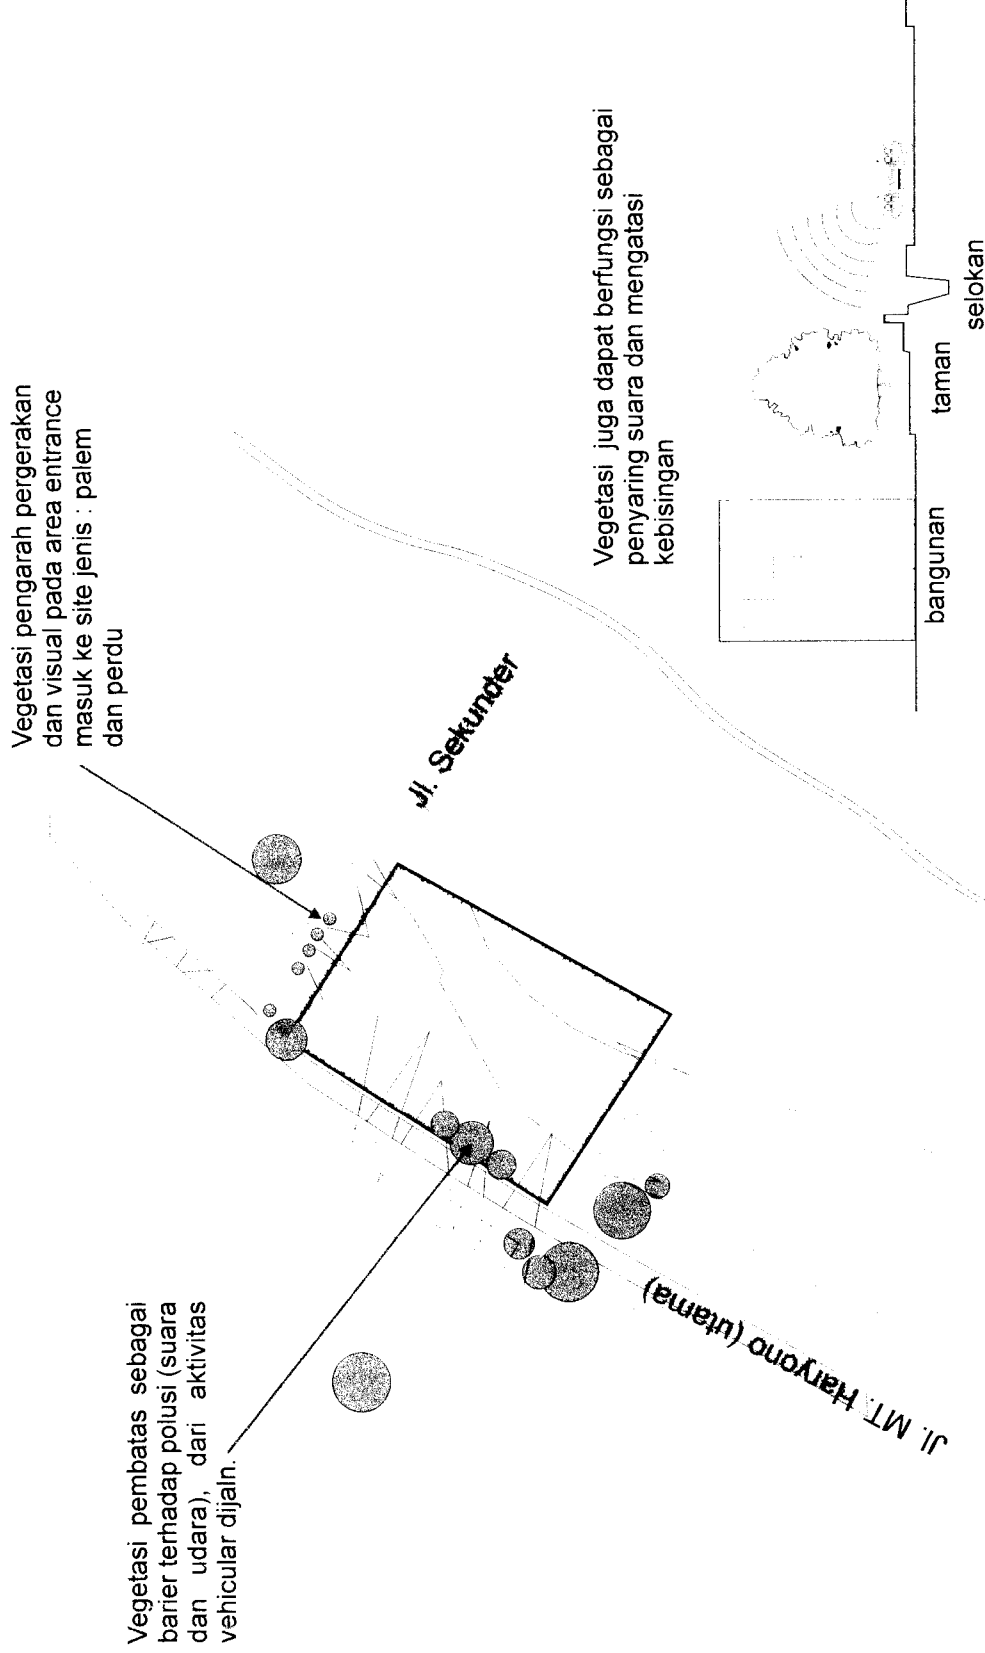 Vegetasi pembatas sebagai
barier terhadap polusi (suara
dan udara), dari aktivitas
vehicular dijaln.
Vegetasi pengarah pergerakan
dan visual pada area entrance
masuk ke site jenis : palem
dan perdu
Jl. Sekunder
Jl. MT. Haryono (utama)
Vegetasi juga dapat berfungsi sebagai
penyaring suara dan mengatasi
kebisingan
bangunan
taman
selokan